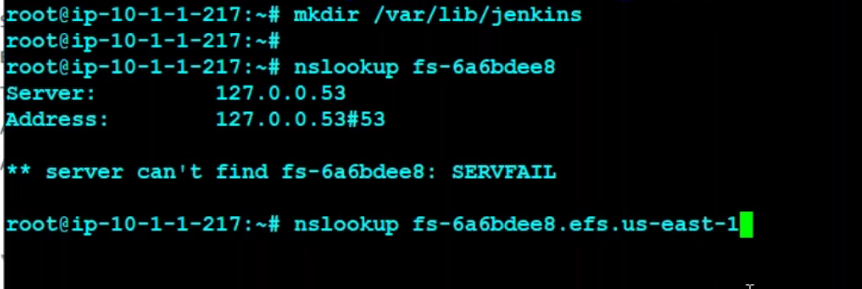 root@ip-10-1-1-217:~# mkdir /var/lib/jenkins
root@ip-10-1-1-217:~#
root@ip-10-1-1-217:~# nslookup fs-6a6bdee8
Server:         127.0.0.53
Address:        127.0.0.53#53
** server can't find fs-6a6bdee8: SERVFAIL
root@ip-10-1-1-217:~# nslookup fs-6a6bdee8.efs.us-east-1